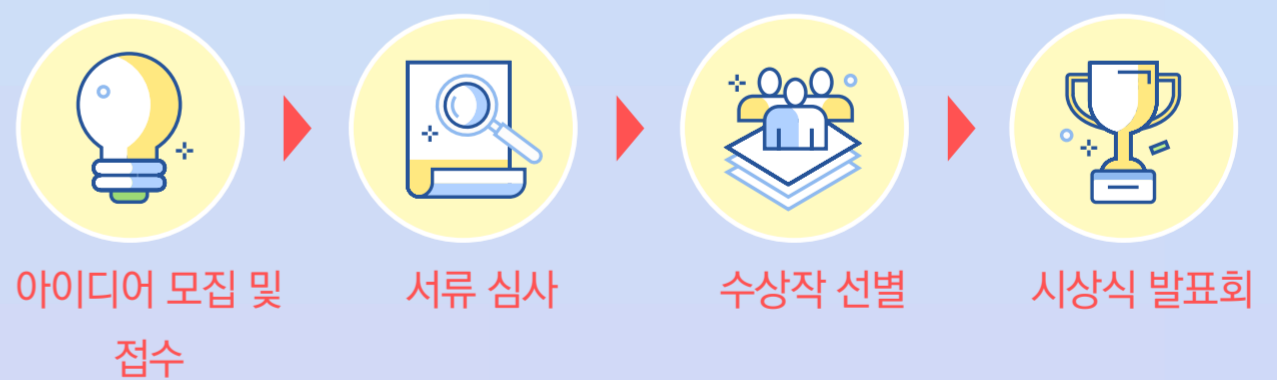 아이디어 모집 및
접수
서류 심사
수상작 선별
시상식 발표회